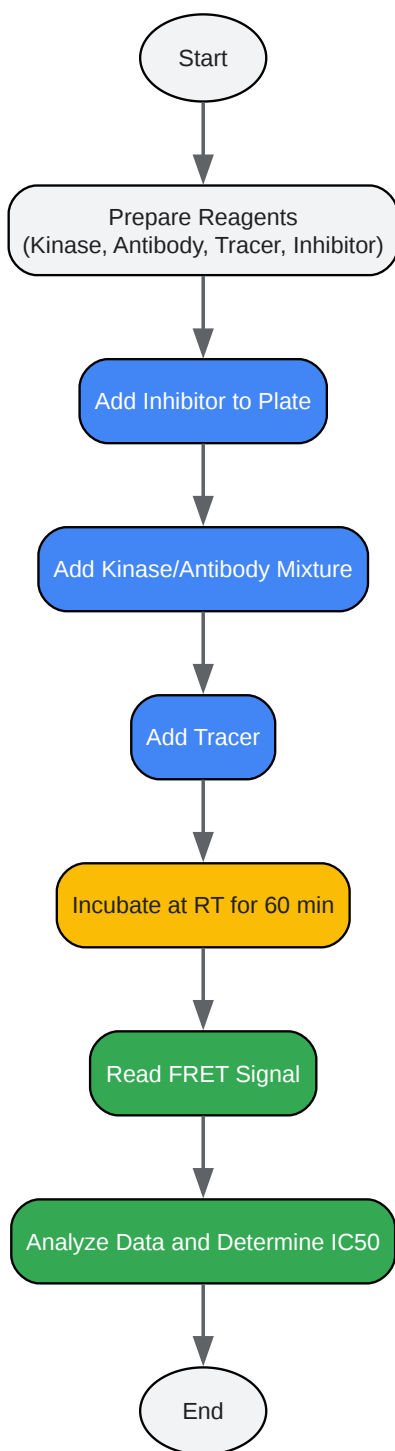 Start
Prepare Reagents
(Kinase, Antibody, Tracer, Inhibitor)
Add Inhibitor to Plate
Add Kinase/Antibody Mixture
Add Tracer
Incubate at RT for 60 min
Read FRET Signal
Analyze Data and Determine IC50
End